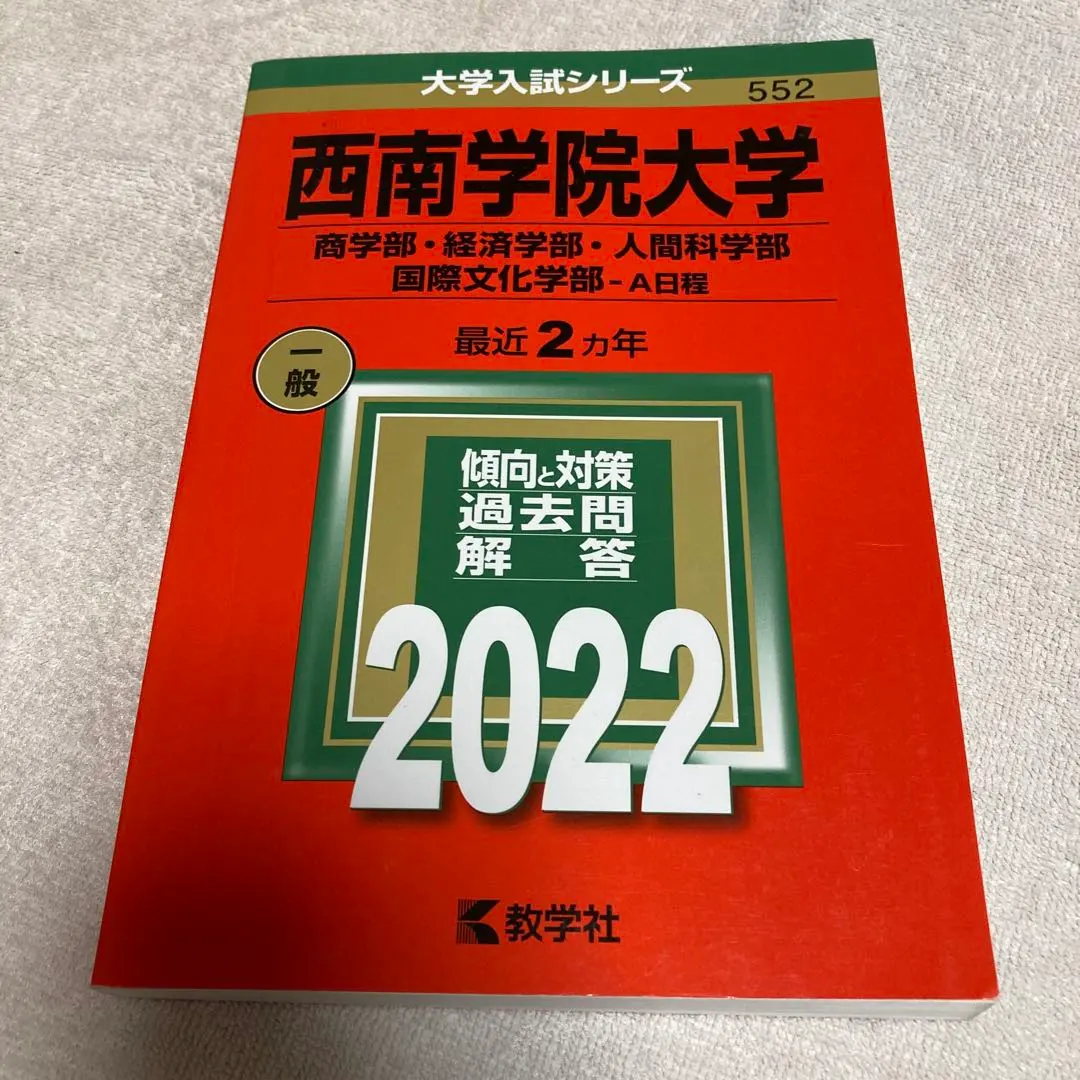 大学入試シリーズ
552
西南学院大学
商学部・経済学部・人間科学部
国際文化学部-A日程
最近2カ年
一
般
傾向と対策
過去問
解答
2022
教学社